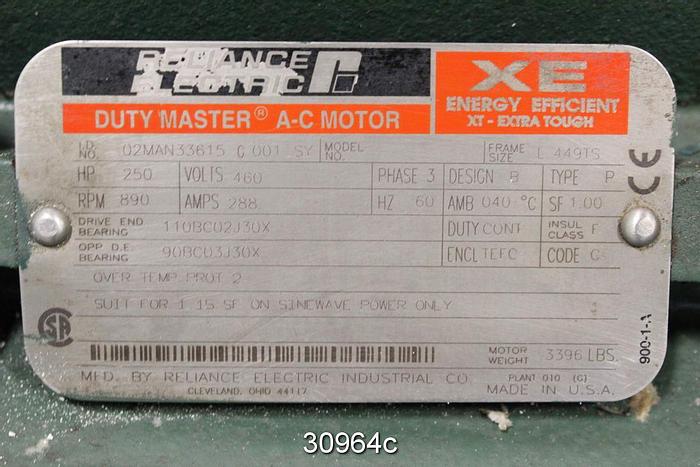 RELIANCE ELECTRIC
XE
ENERGY EFFICIENT
XT - EXTRA TOUGH
DUTY MASTER® A-C MOTOR
I.D. NO. 02MAN33615 G 001 SY MODEL NO. FRAME SIZE L 449TS
HP 250 VOLTS 460 PHASE 3 DESIGN B TYPE P
RPM 890 AMPS 288 HZ 60 AMB 040 °C SF 1.00
DRIVE END BEARING 110BC02J30X DUTY CONT INSUL CLASS F
OPP D.E. BEARING 90BC03J30X ENCL TEFC CODE G
OVER TEMP PROT 2
SUIT FOR 1.15 SF ON SINEWAVE POWER ONLY
MOTOR WEIGHT 3396 LBS.
MFD. BY RELIANCE ELECTRIC INDUSTRIAL CO. PLANT 010 (G)
CLEVELAND, OHIO 44117 MADE IN U.S.A.
CE
SA
30964c